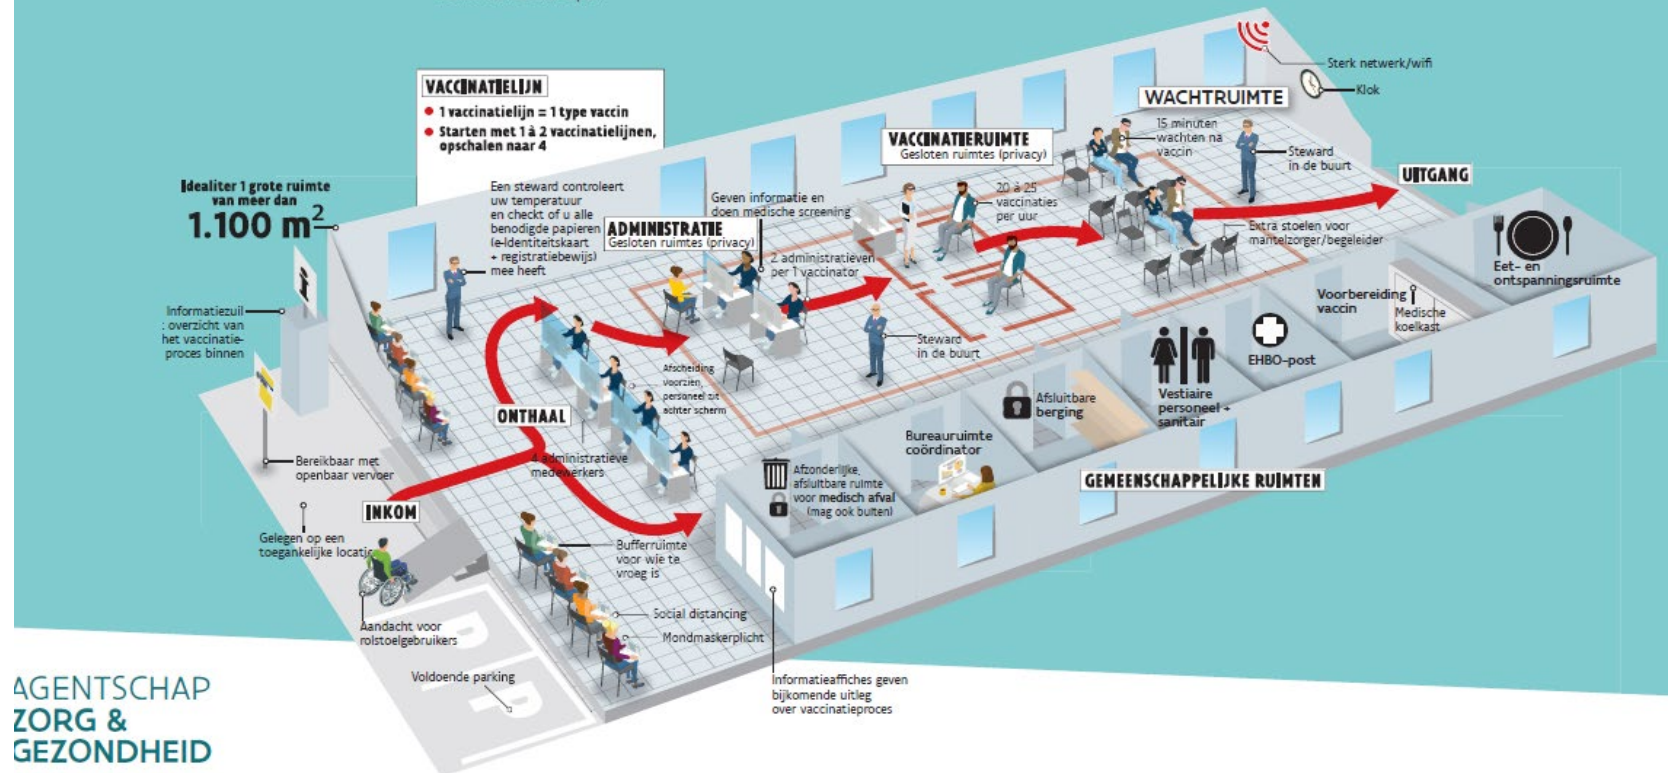 VACCINATIELIJN
1 vaccinatielijn = 1 type vaccin
Starten met 1 à 2 vaccinatielijnen,
opschalen naar 4
Idealiter 1 grote ruimte
van meer dan
1.100 m²
Een steward controleert
uw temperatuur
en checkt of u alle
benodigde papieren
(e-Identiteitskaart
+ registratiebewijs)
mee heeft
Informatiezuil
: overzicht van
het vaccinatie-
proces binnen
i
Bereikbaar met
openbaar vervoer
Gelegen op een
toegankelijke locatie
INKOM
Aandacht voor
rolstoelgebruikers
Voldoende parking
P P
ONTHAAL
4 administratieve
medewerkers
Afscheiding
voorzien,
personeel zit
achter scherm
Bufferruimte
voor wie te
vroeg is
Social distancing
Mondmaskerplicht
Informatieaffiches geven
bijkomende uitleg
over vaccinatieproces
ADMINISTRATIE
Gesloten ruimtes (privacy)
Geven informatie en
doen medische screening
2 administratieven
per 1 vaccinator
VACCINATIERUIMTE
Gesloten ruimtes (privacy)
20 à 25
vaccinaties
per uur
Steward
in de buurt
WACHTRUIMTE
15 minuten
wachten na
vaccin
Steward
in de buurt
Extra stoelen voor
mantelzorger/begeleider
Sterk netwerk/wifi
Klok
UITGANG
Eet- en
ontspanningsruimte
Voorbereiding
vaccin
Medische
koelkast
EHBO-post
Vestiaire
personeel +
sanitair
Afsluitbare
berging
Bureauruimte
coördinator
Afzonderlijke,
afsluitbare ruimte
voor medisch afval
(mag ook buiten)
GEMEENSCHAPPELIJKE RUIMTEN
AGENTSCHAP
ZORG &
GEZONDHEID